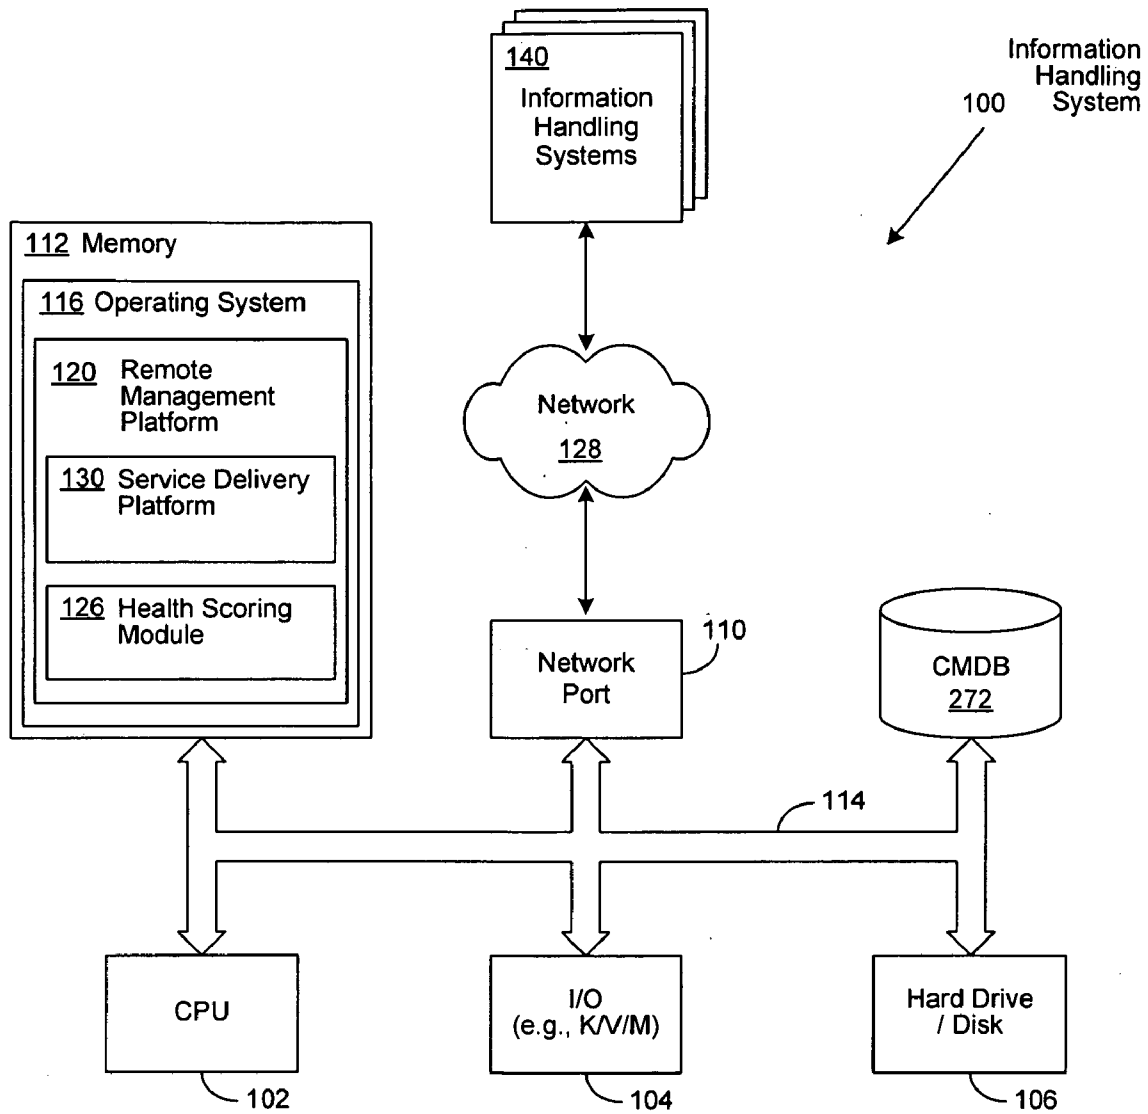 140
Information
Handling
Systems
Information
Handling
System
100
112 Memory
116 Operating System
120 Remote
Management
Platform
130 Service Delivery
Platform
126 Health Scoring
Module
Network
128
Network
Port
110
CMDB
272
114
CPU
102
I/O
(e.g., K/V/M)
104
Hard Drive
/ Disk
106